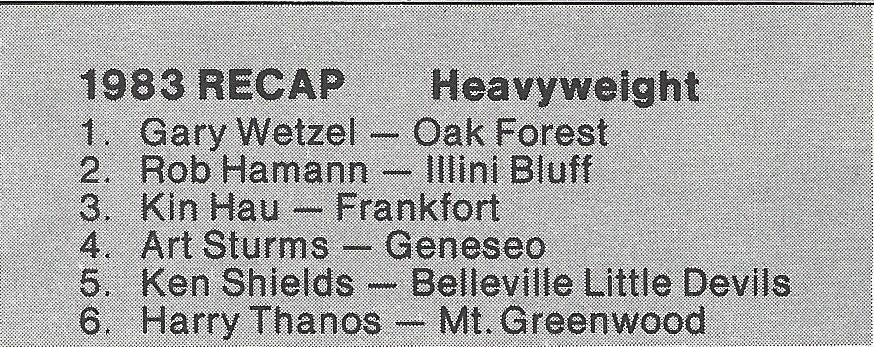 1983 RECAP Heavyweight
1. Gary Wetzel — Oak Forest
2. Rob Hamann — Illini Bluff
3. Kin Hau — Frankfort
4. Art Sturms — Geneseo
5. Ken Shields — Belleville Little Devils
6. Harry Thanos — Mt. Greenwood